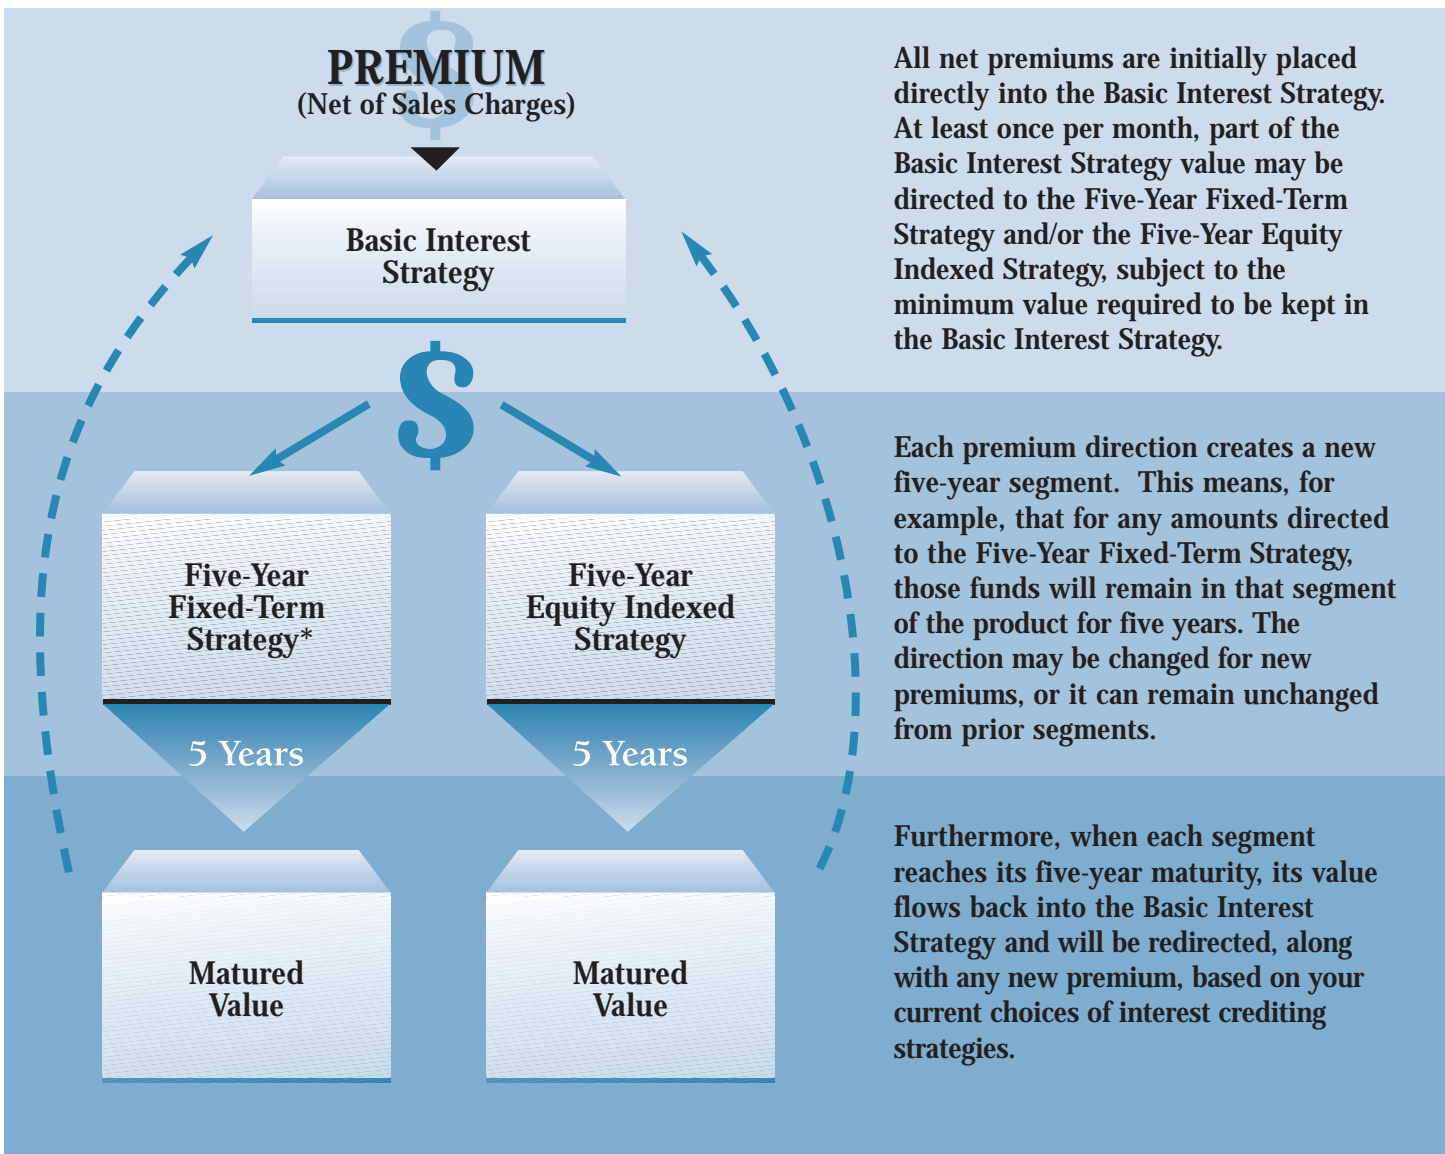 $
PREMIUM
(Net of Sales Charges)
Basic Interest
Strategy
$
Five-Year
Fixed-Term
Strategy*
Five-Year
Equity Indexed
Strategy
5 Years
5 Years
Matured
Value
Matured
Value
All net premiums are initially placed
directly into the Basic Interest Strategy.
At least once per month, part of the
Basic Interest Strategy value may be
directed to the Five-Year Fixed-Term
Strategy and/or the Five-Year Equity
Indexed Strategy, subject to the
minimum value required to be kept in
the Basic Interest Strategy.
Each premium direction creates a new
five-year segment.  This means, for
example, that for any amounts directed
to the Five-Year Fixed-Term Strategy,
those funds will remain in that segment
of the product for five years. The
direction may be changed for new
premiums, or it can remain unchanged
from prior segments.
Furthermore, when each segment
reaches its five-year maturity, its value
flows back into the Basic Interest
Strategy and will be redirected, along
with any new premium, based on your
current choices of interest crediting
strategies.